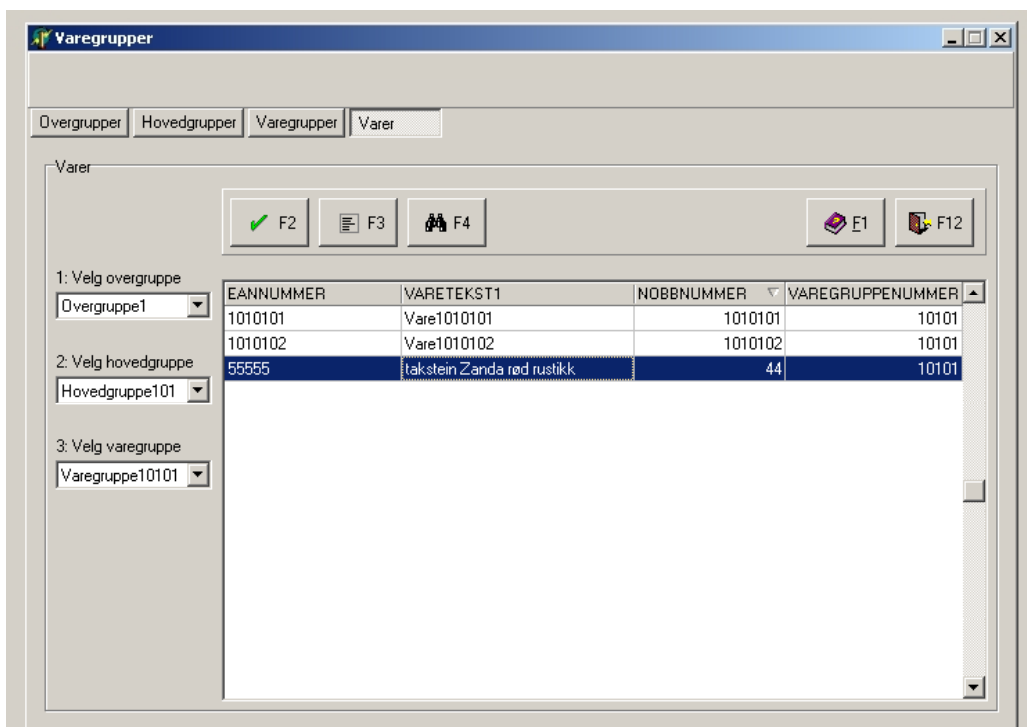 Varegrupper
Overgrupper Hovedgrupper Varegrupper Varer
Varer
F2 F3 F4 F1 F12
1: Velg overgruppe
Overgruppe1
2: Velg hovedgruppe
Hovedgruppe101
3: Velg varegruppe
Varegruppe10101
EANNUMMER VARETEKST1 NOBBNUMMER VAREGRUPPENUMMER
1010101 Vare1010101 1010101 10101
1010102 Vare1010102 1010102 10101
55555 takstein Zanda rød rustikk 44 10101